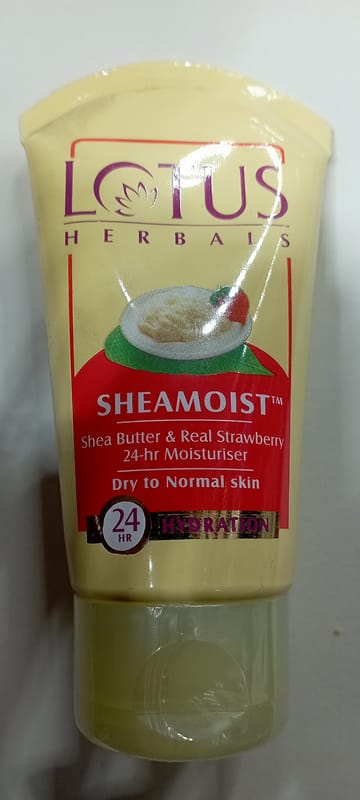 LOTUS
HERBALS
SHEAMOIST™
Shea Butter & Real Strawberry
24-hr Moisturiser
Dry to Normal skin
24 HYDRATION
HR